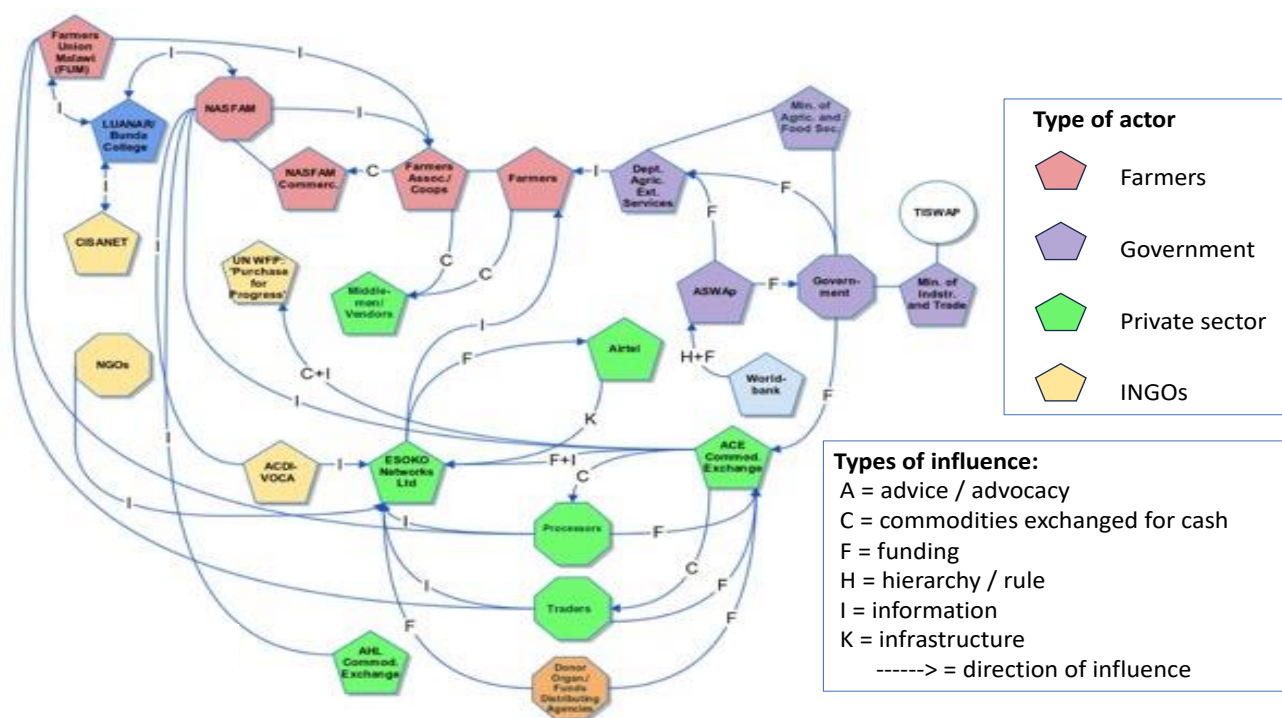 Farmers
Union
Malawi
(FUM)
I
I
I
NASFAM
I
LUANAR/
Bunda
College
I
NASFAM
Commerc.
C
Farmers
Assoc./
Coops
Farmers
I
Dept.
Agric.
Ext.
Services
Min. of
Agric. and
Food Sec.
F
F
TISWAP
CISANET
I
UN WFP:
'Purchase
for
Progress'
C
C
Middle-
men/
Vendors
ASWAp
F
Govern-
ment
Min. of
Indstr.
and Trade
I
F
Airtel
H+F
World-
bank
NGOs
C+I
I
K
F
ACDI-
VOCA
I
ESOKO
Networks
Ltd
F+I
ACE
Commod.
Exchange
C
I
I
Processors
F
I
Traders
C
F
F
F
I
AHL
Commod.
Exchange
Donor
Organ./
Funds
Distributing
Agencies
Type of actor
Farmers
Government
Private sector
INGOs
Types of influence:
A = advice / advocacy
C = commodities exchanged for cash
F = funding
H = hierarchy / rule
I = information
K = infrastructure
------> = direction of influence